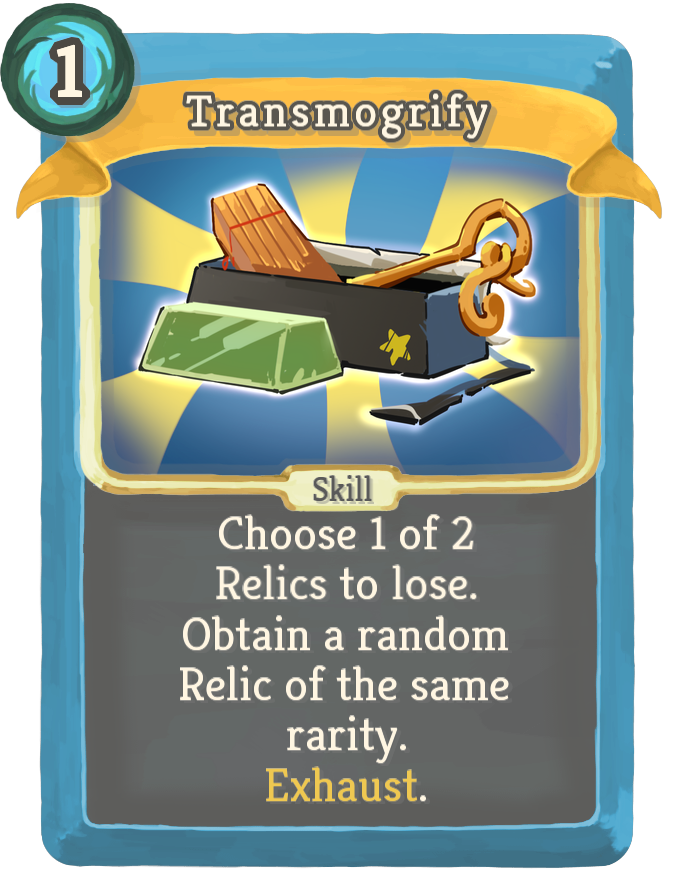 1
Transmogrify
Skill
Choose 1 of 2
Relics to lose.
Obtain a random
Relic of the same
rarity.
Exhaust.